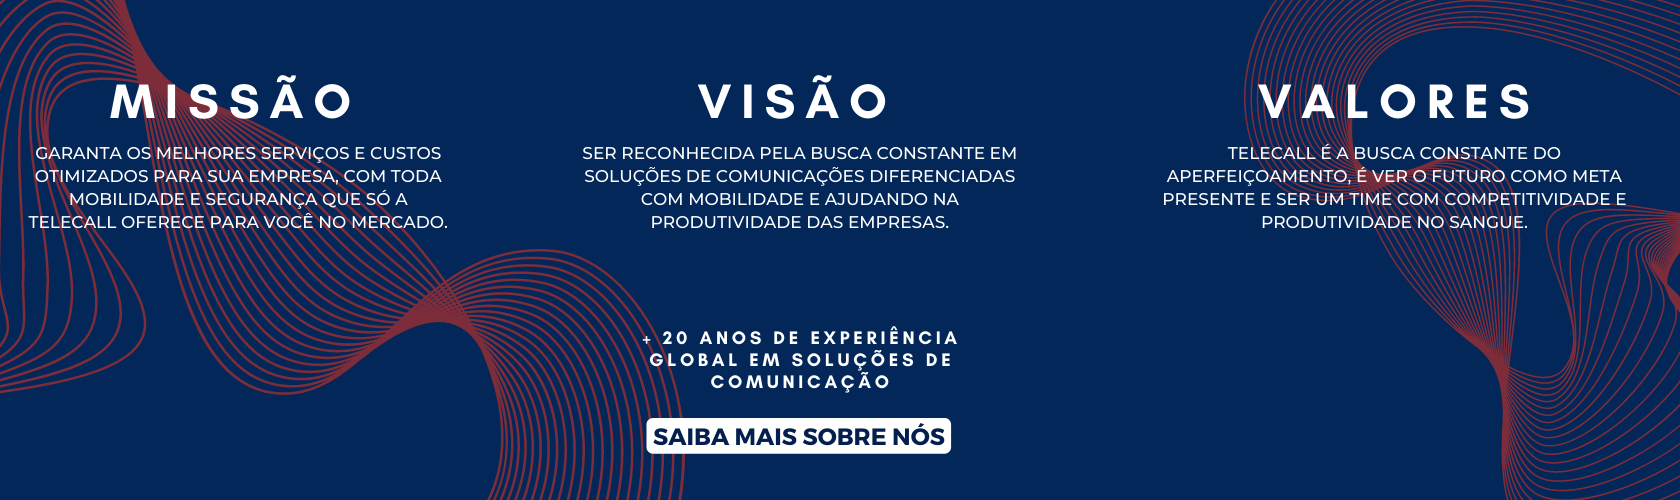 MISSÃO
GARANTA OS MELHORES SERVIÇOS E CUSTOS
OTIMIZADOS PARA SUA EMPRESA, COM TODA
MOBILIDADE E SEGURANÇA QUE SÓ A
TELECALL OFERECE PARA VOCÊ NO MERCADO.
VISÃO
SER RECONHECIDA PELA BUSCA CONSTANTE EM
SOLUÇÕES DE COMUNICAÇÕES DIFERENCIADAS
COM MOBILIDADE E AJUDANDO NA
PRODUTIVIDADE DAS EMPRESAS.
VALORES
TELECALL É A BUSCA CONSTANTE DO
APERFEIÇOAMENTO, É VER O FUTURO COMO META
PRESENTE E SER UM TIME COM COMPETITIVIDADE E
PRODUTIVIDADE NO SANGUE.
+ 20 ANOS DE EXPERIÊNCIA
GLOBAL EM SOLUÇÕES DE
COMUNICAÇÃO
SAIBA MAIS SOBRE NÓS